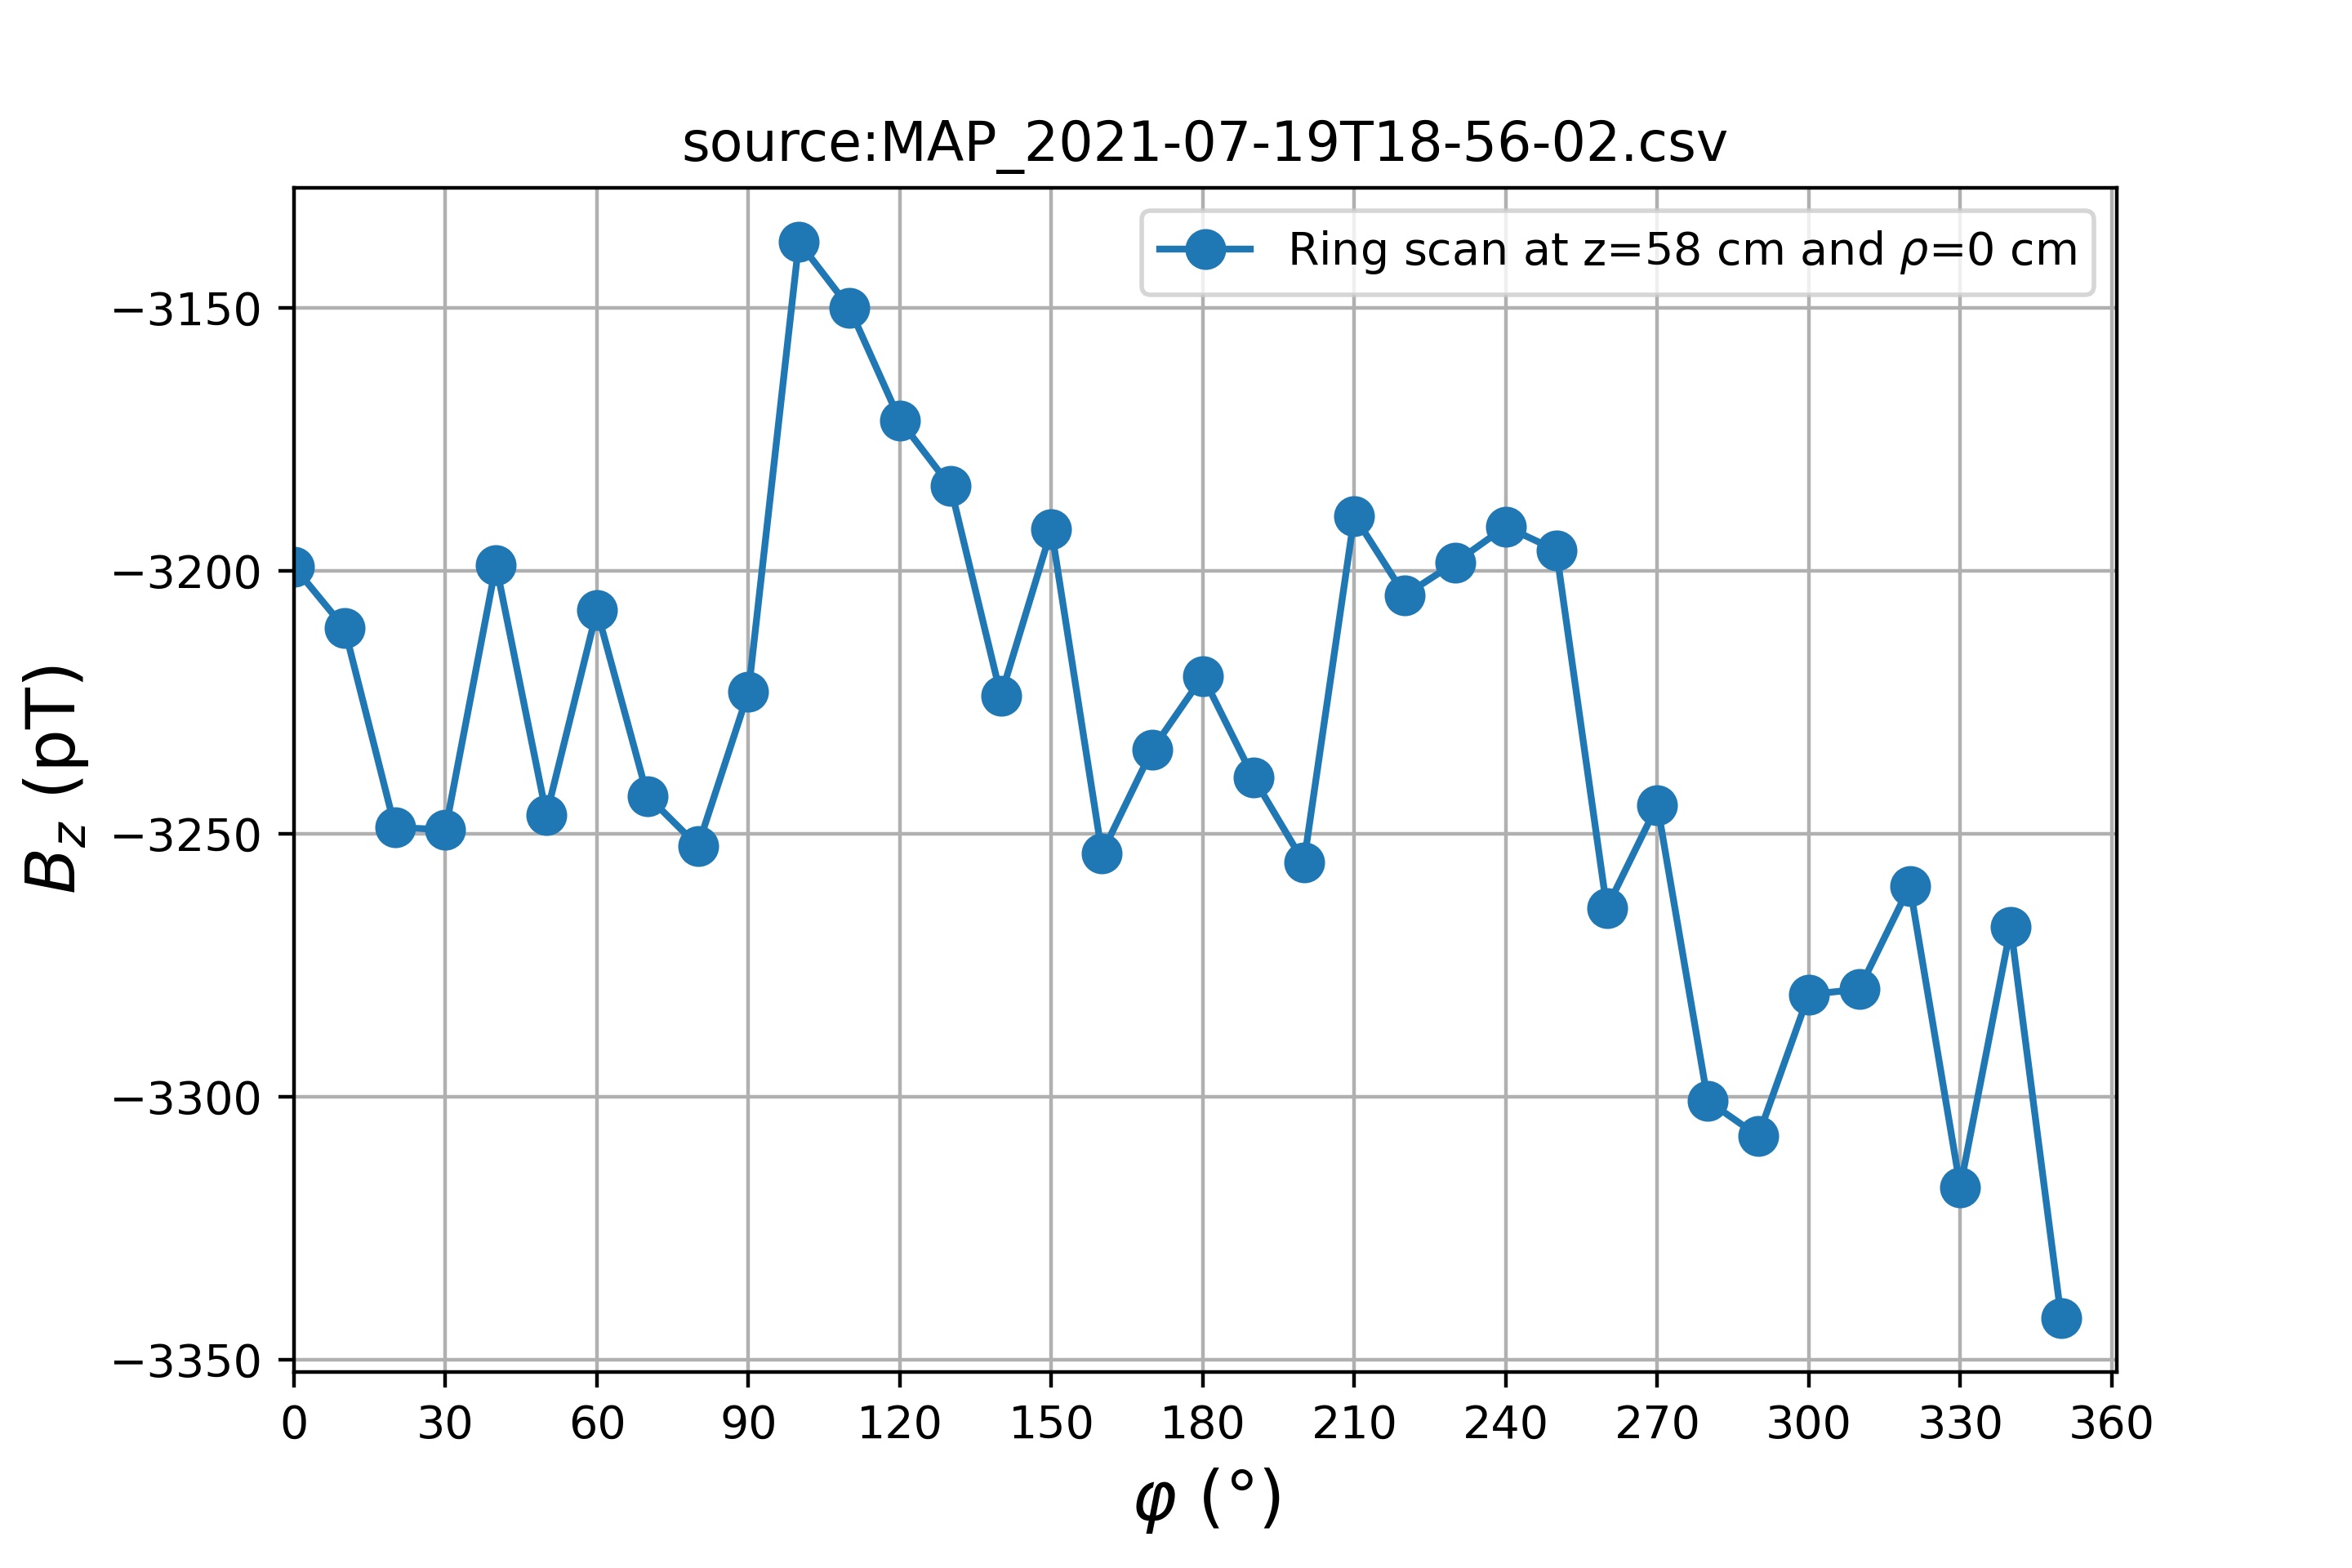 source:MAP_2021-07-19T18-56-02.csv
Ring scan at z=58 cm and ρ=0 cm
−3150
−3200
−3250
−3300
−3350
B_z (pT)
0 30 60 90 120 150 180 210 240 270 300 330 360
φ (°)